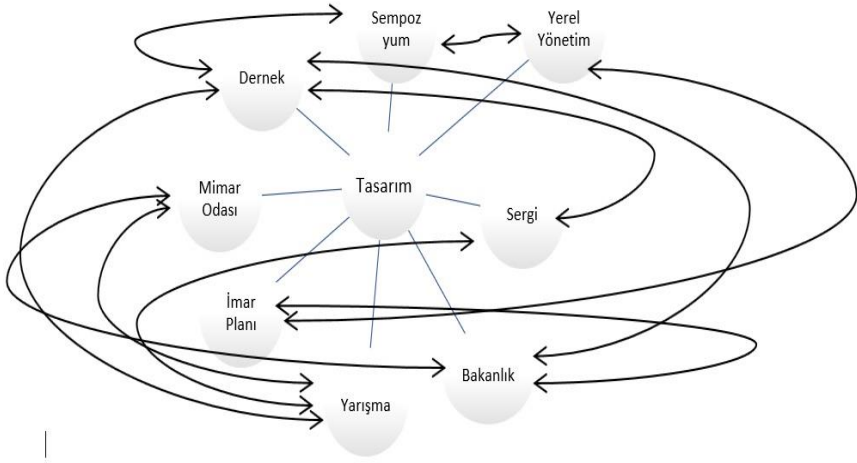 Sempoz
yum
Yerel
Yönetim
Dernek
Mimar
Odası
Tasarım
Sergi
İmar
Planı
Bakanlık
Yarışma